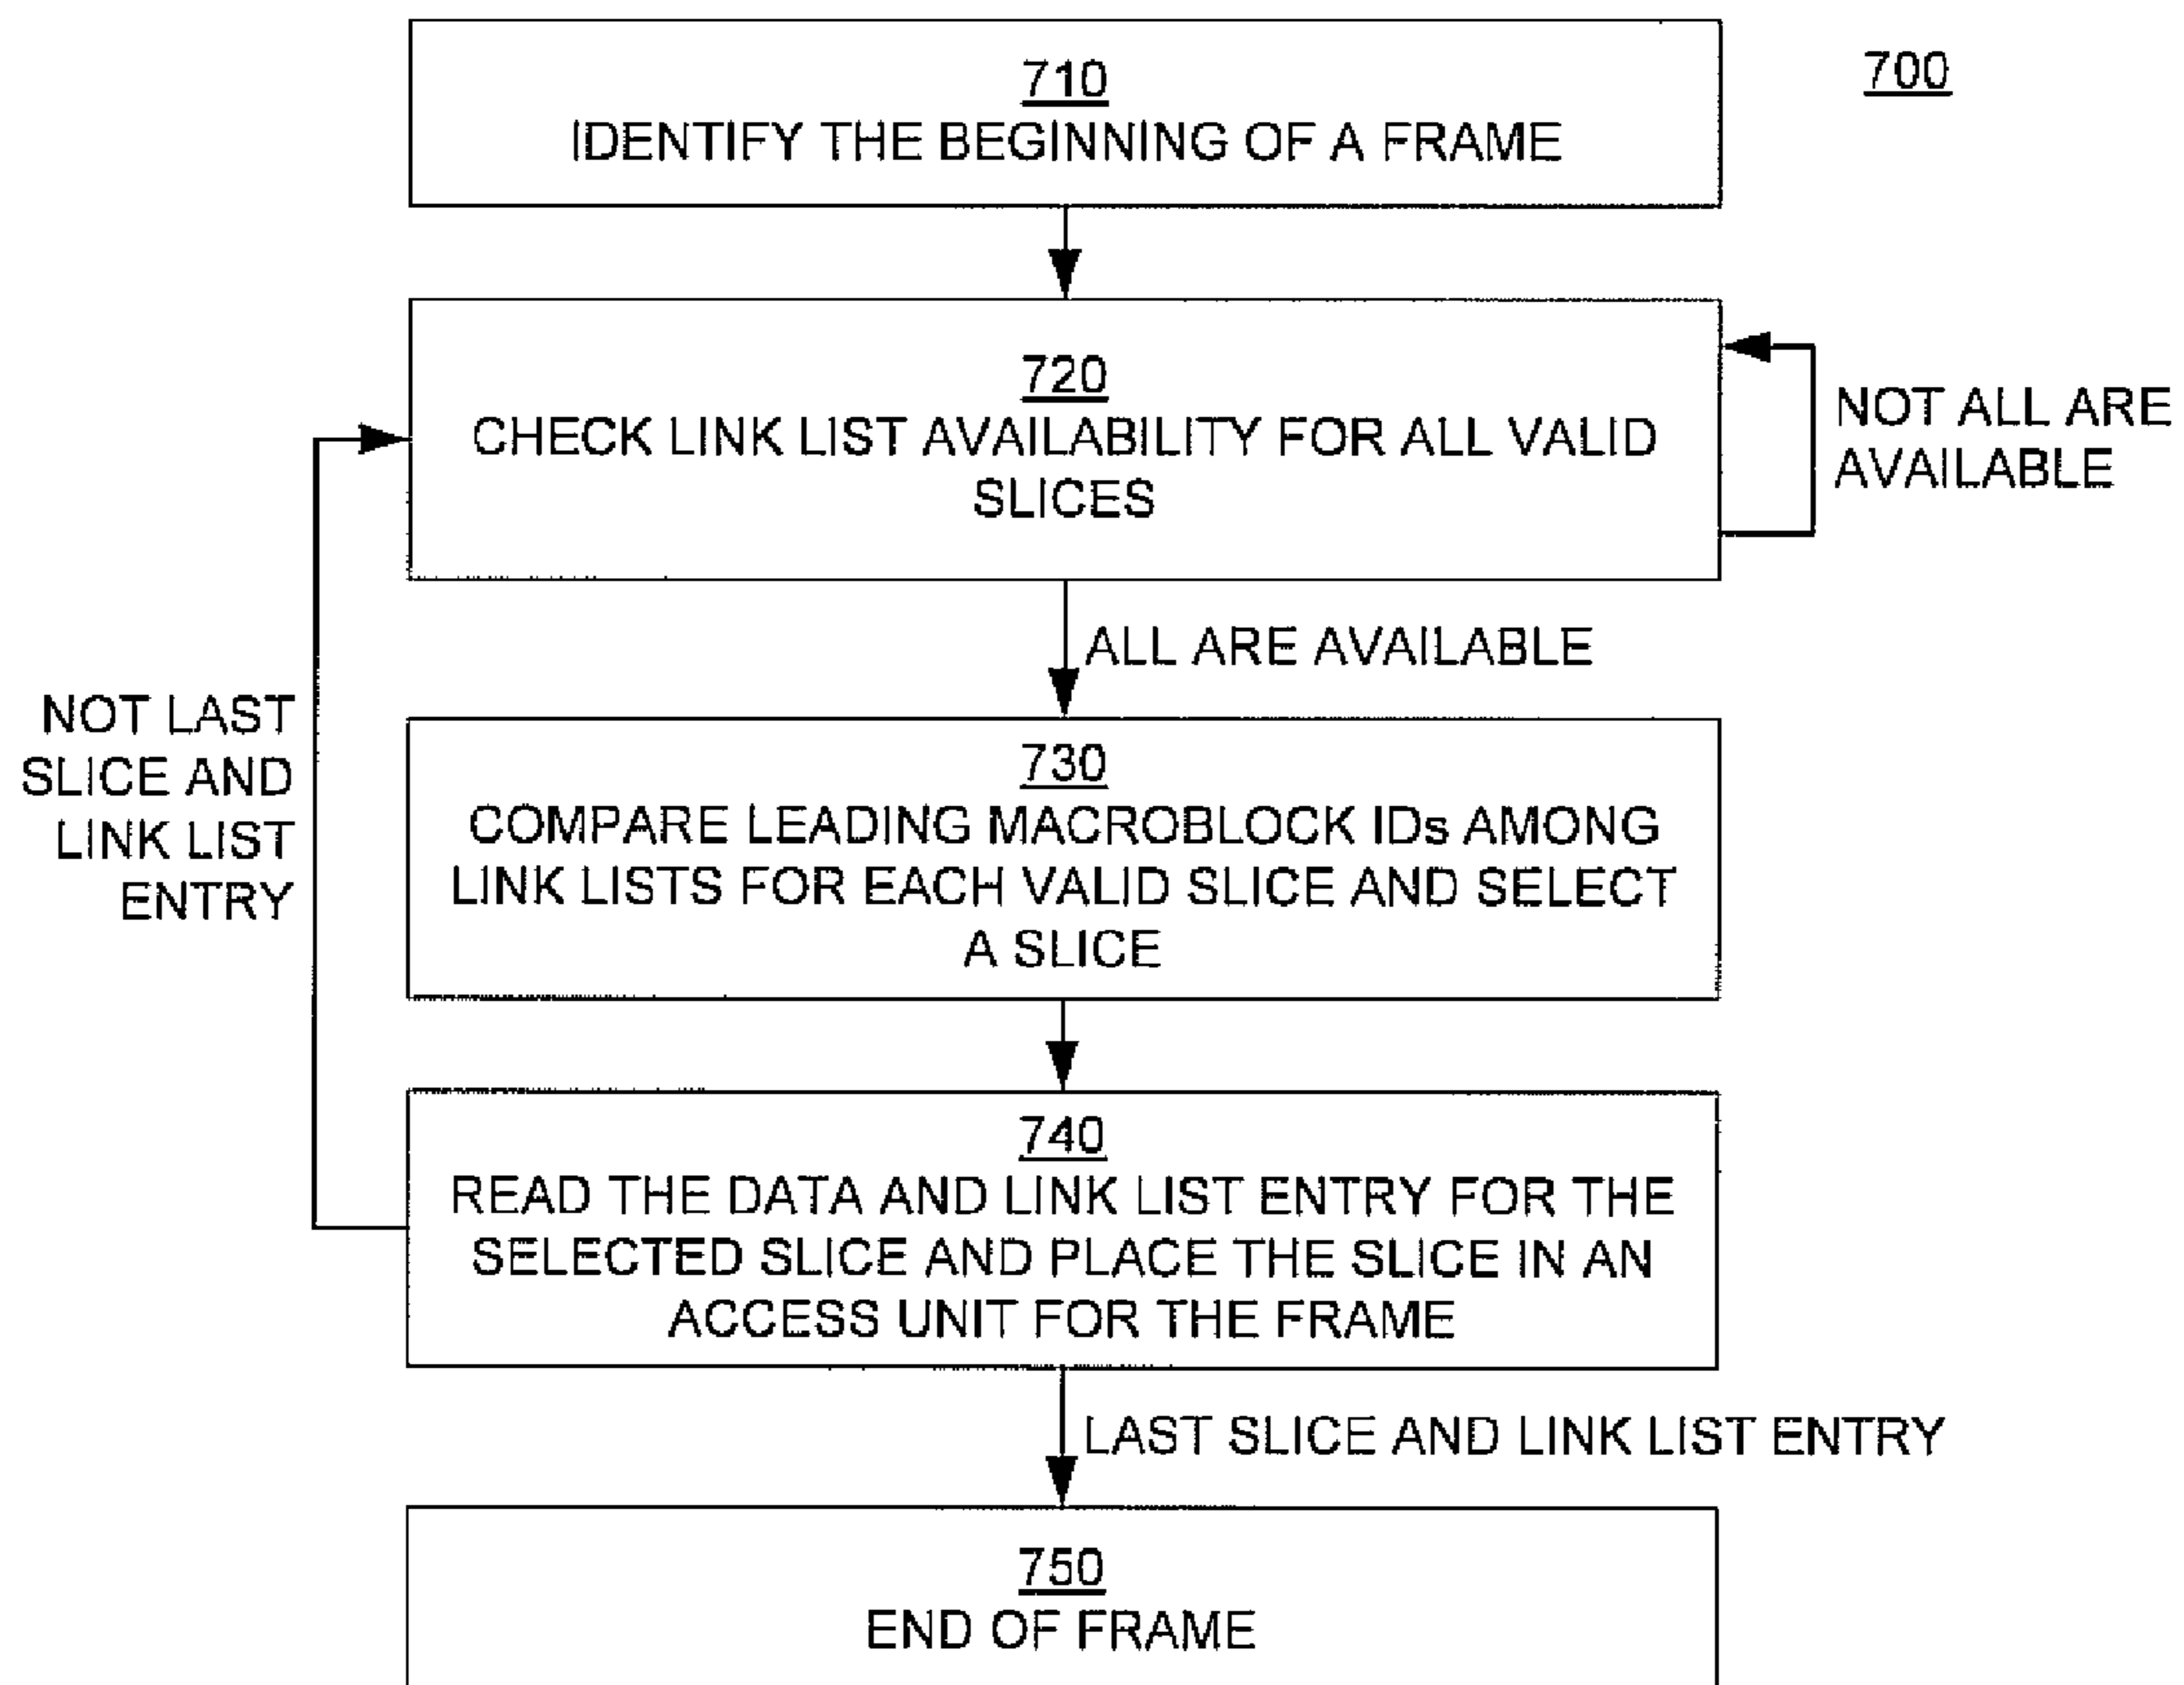 700
710
IDENTIFY THE BEGINNING OF A FRAME
720
CHECK LINK LIST AVAILABILITY FOR ALL VALID
SLICES
NOT ALL ARE
AVAILABLE
ALL ARE AVAILABLE
NOT LAST
SLICE AND
LINK LIST
ENTRY
730
COMPARE LEADING MACROBLOCK IDs AMONG
LINK LISTS FOR EACH VALID SLICE AND SELECT
A SLICE
740
READ THE DATA AND LINK LIST ENTRY FOR THE
SELECTED SLICE AND PLACE THE SLICE IN AN
ACCESS UNIT FOR THE FRAME
LAST SLICE AND LINK LIST ENTRY
750
END OF FRAME